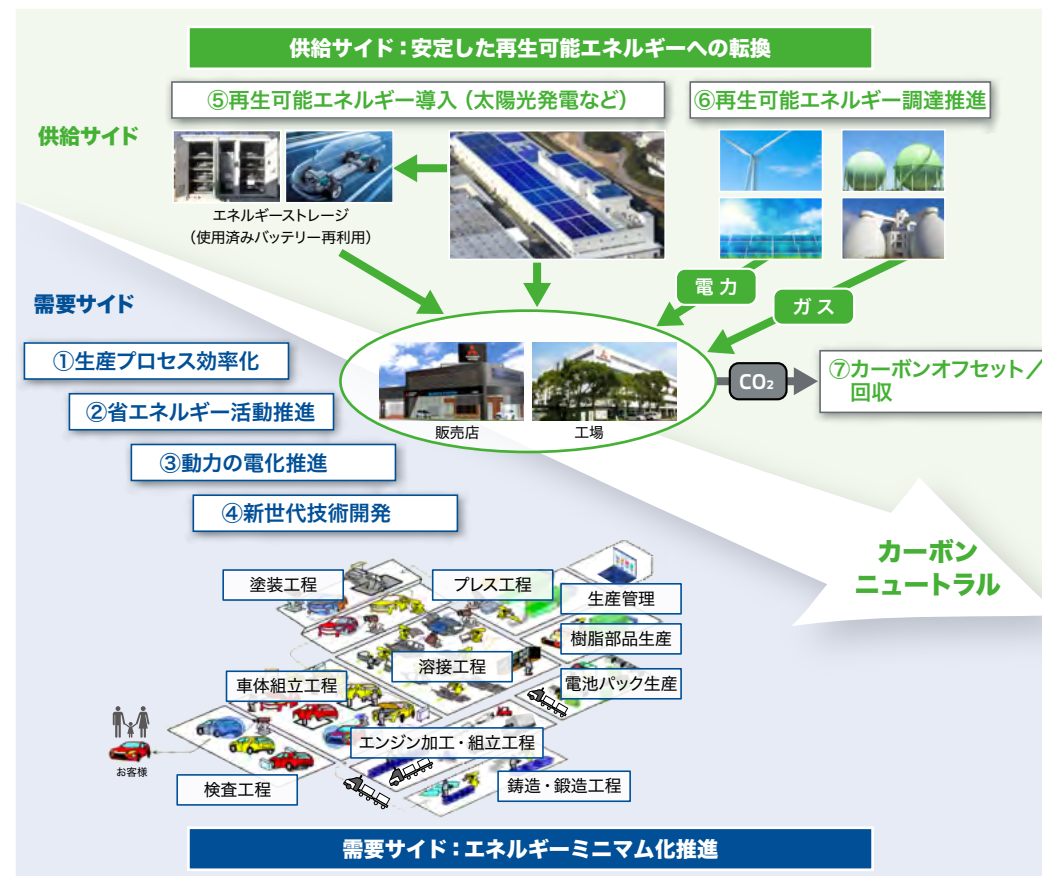 供給サイド：安定した再生可能エネルギーへの転換
⑤再生可能エネルギー導入（太陽光発電など）
⑥再生可能エネルギー調達推進
供給サイド
エネルギーストレージ
（使用済みバッテリー再利用）
電力
ガス
需要サイド
①生産プロセス効率化
②省エネルギー活動推進
③動力の電化推進
④新世代技術開発
販売店
工場
CO₂
⑦カーボンオフセット／
回収
カーボン
ニュートラル
塗装工程
プレス工程
生産管理
樹脂部品生産
溶接工程
電池パック生産
車体組立工程
エンジン加工・組立工程
お客様
検査工程
鋳造・鍛造工程
需要サイド：エネルギーミニマム化推進